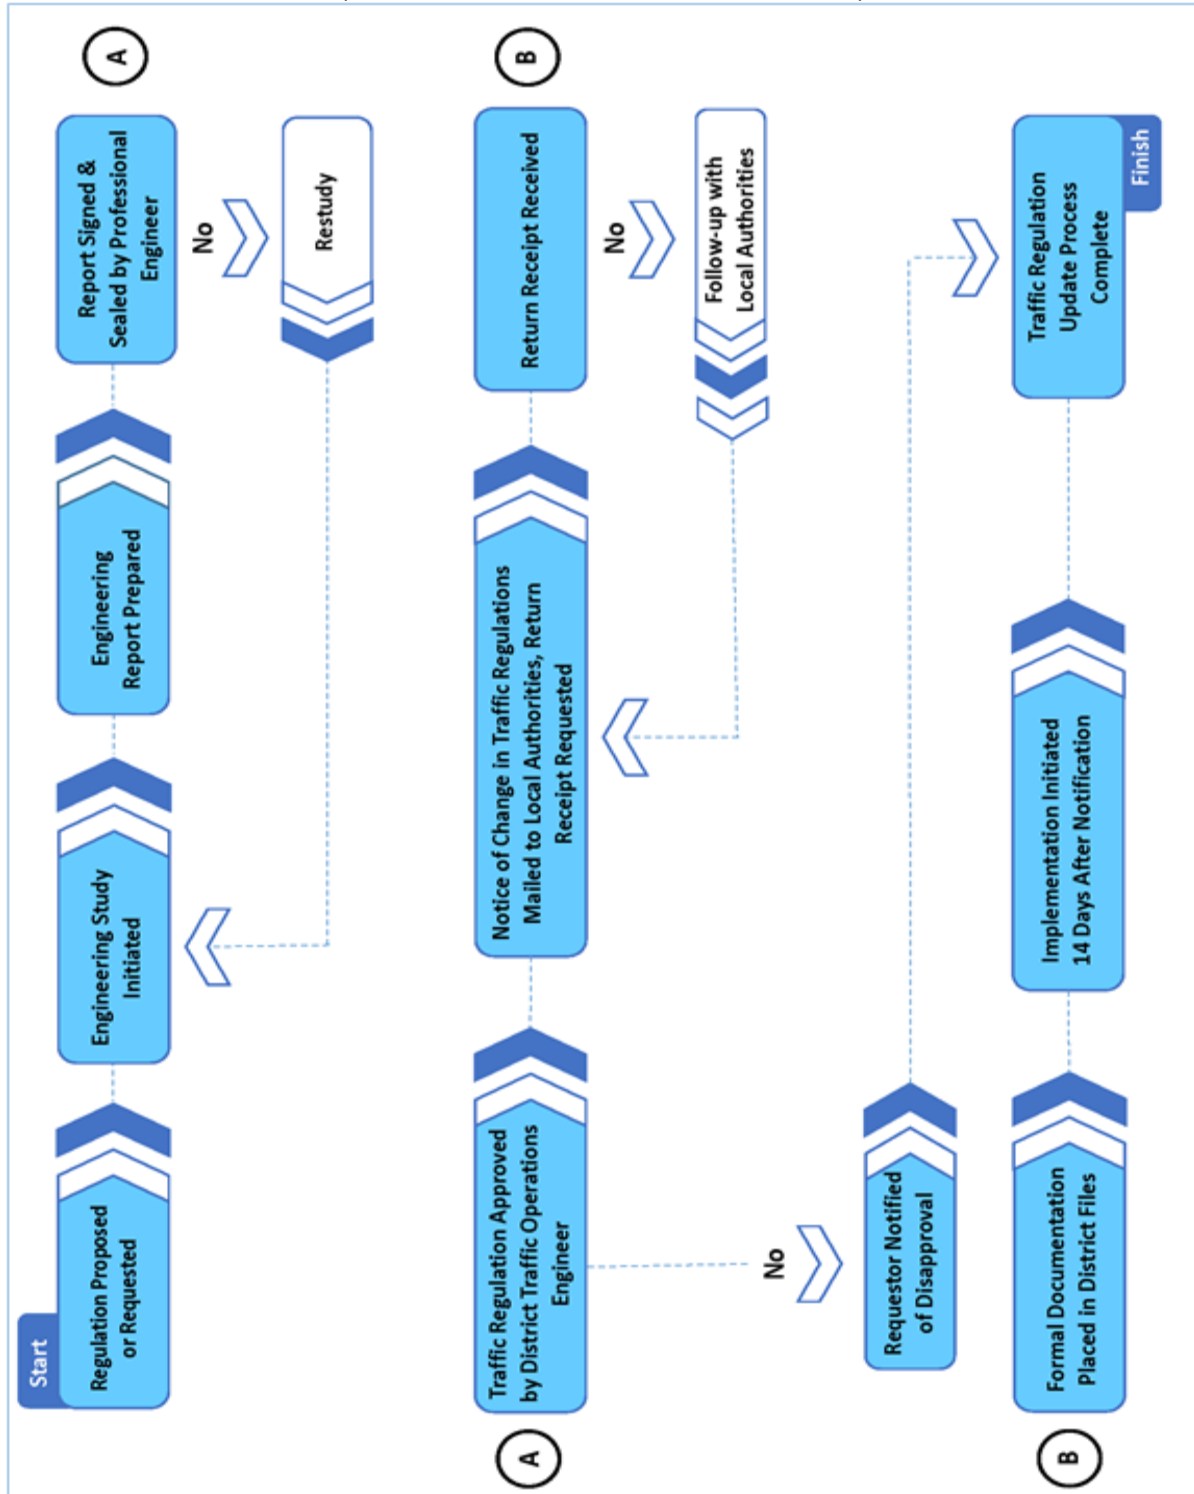 Start
Regulation Proposed
or Requested
Engineering Study
Initiated
Engineering
Report Prepared
Report Signed &
Sealed by Professional
Engineer
A
No
Restudy
A
Traffic Regulation Approved
by District Traffic Operations
Engineer
Notice of Change in Traffic Regulations
Mailed to Local Authorities, Return
Receipt Requested
Return Receipt Received
B
No
Follow-up with
Local Authorities
No
Requestor Notified
of Disapproval
B
Formal Documentation
Placed in District Files
Implementation Initiated
14 Days After Notification
Traffic Regulation
Update Process
Complete
Finish